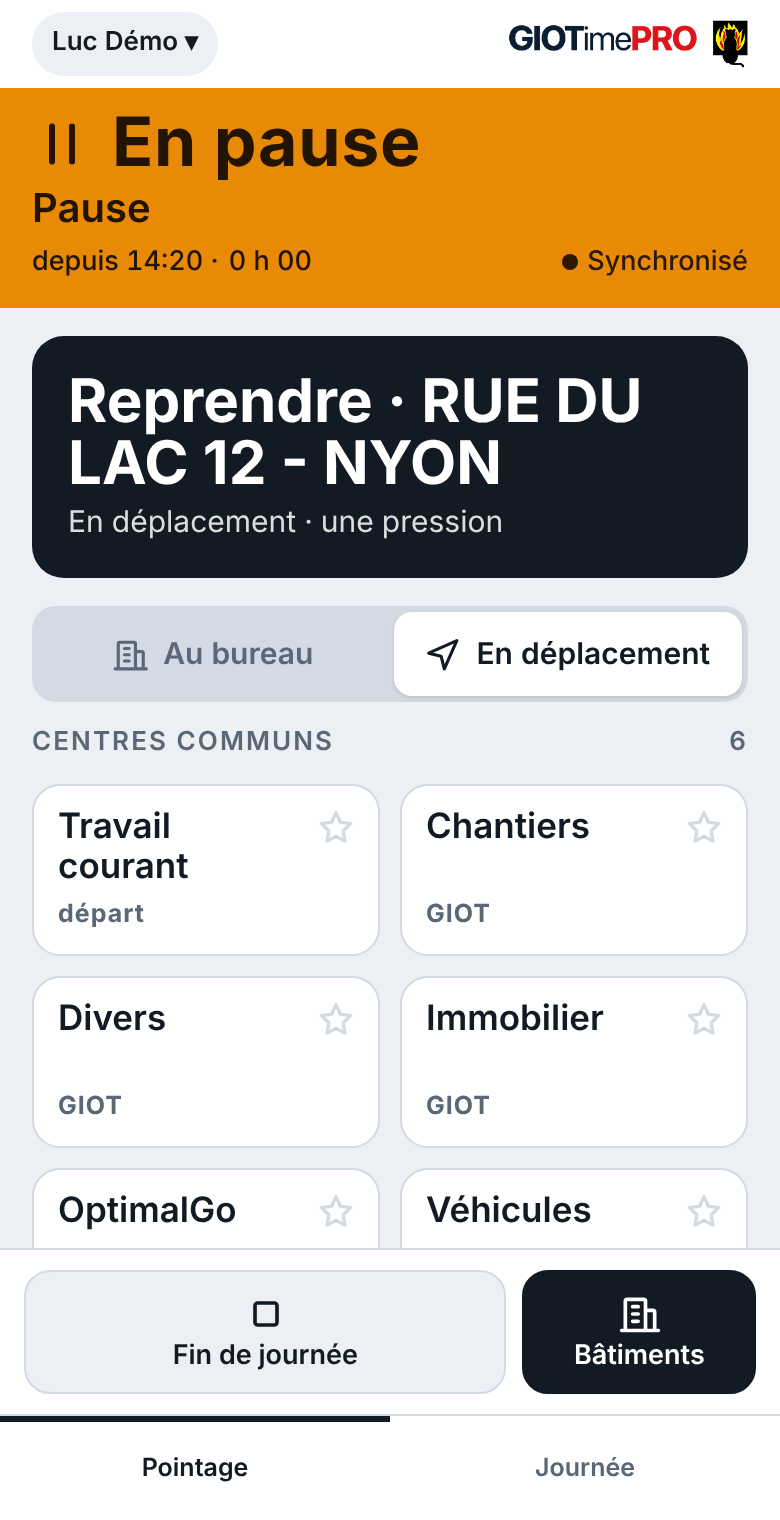 Luc Démo ▾
GIOTimePRO
En pause
Pause
depuis 14:20 · 0 h 00
● Synchronisé
Reprendre · RUE DU
LAC 12 - NYON
En déplacement · une pression
Au bureau
En déplacement
CENTRES COMMUNS
6
Travail
courant
départ
Chantiers
GIOT
Divers
GIOT
Immobilier
GIOT
OptimalGo
Véhicules
Fin de journée
Bâtiments
Pointage
Journée